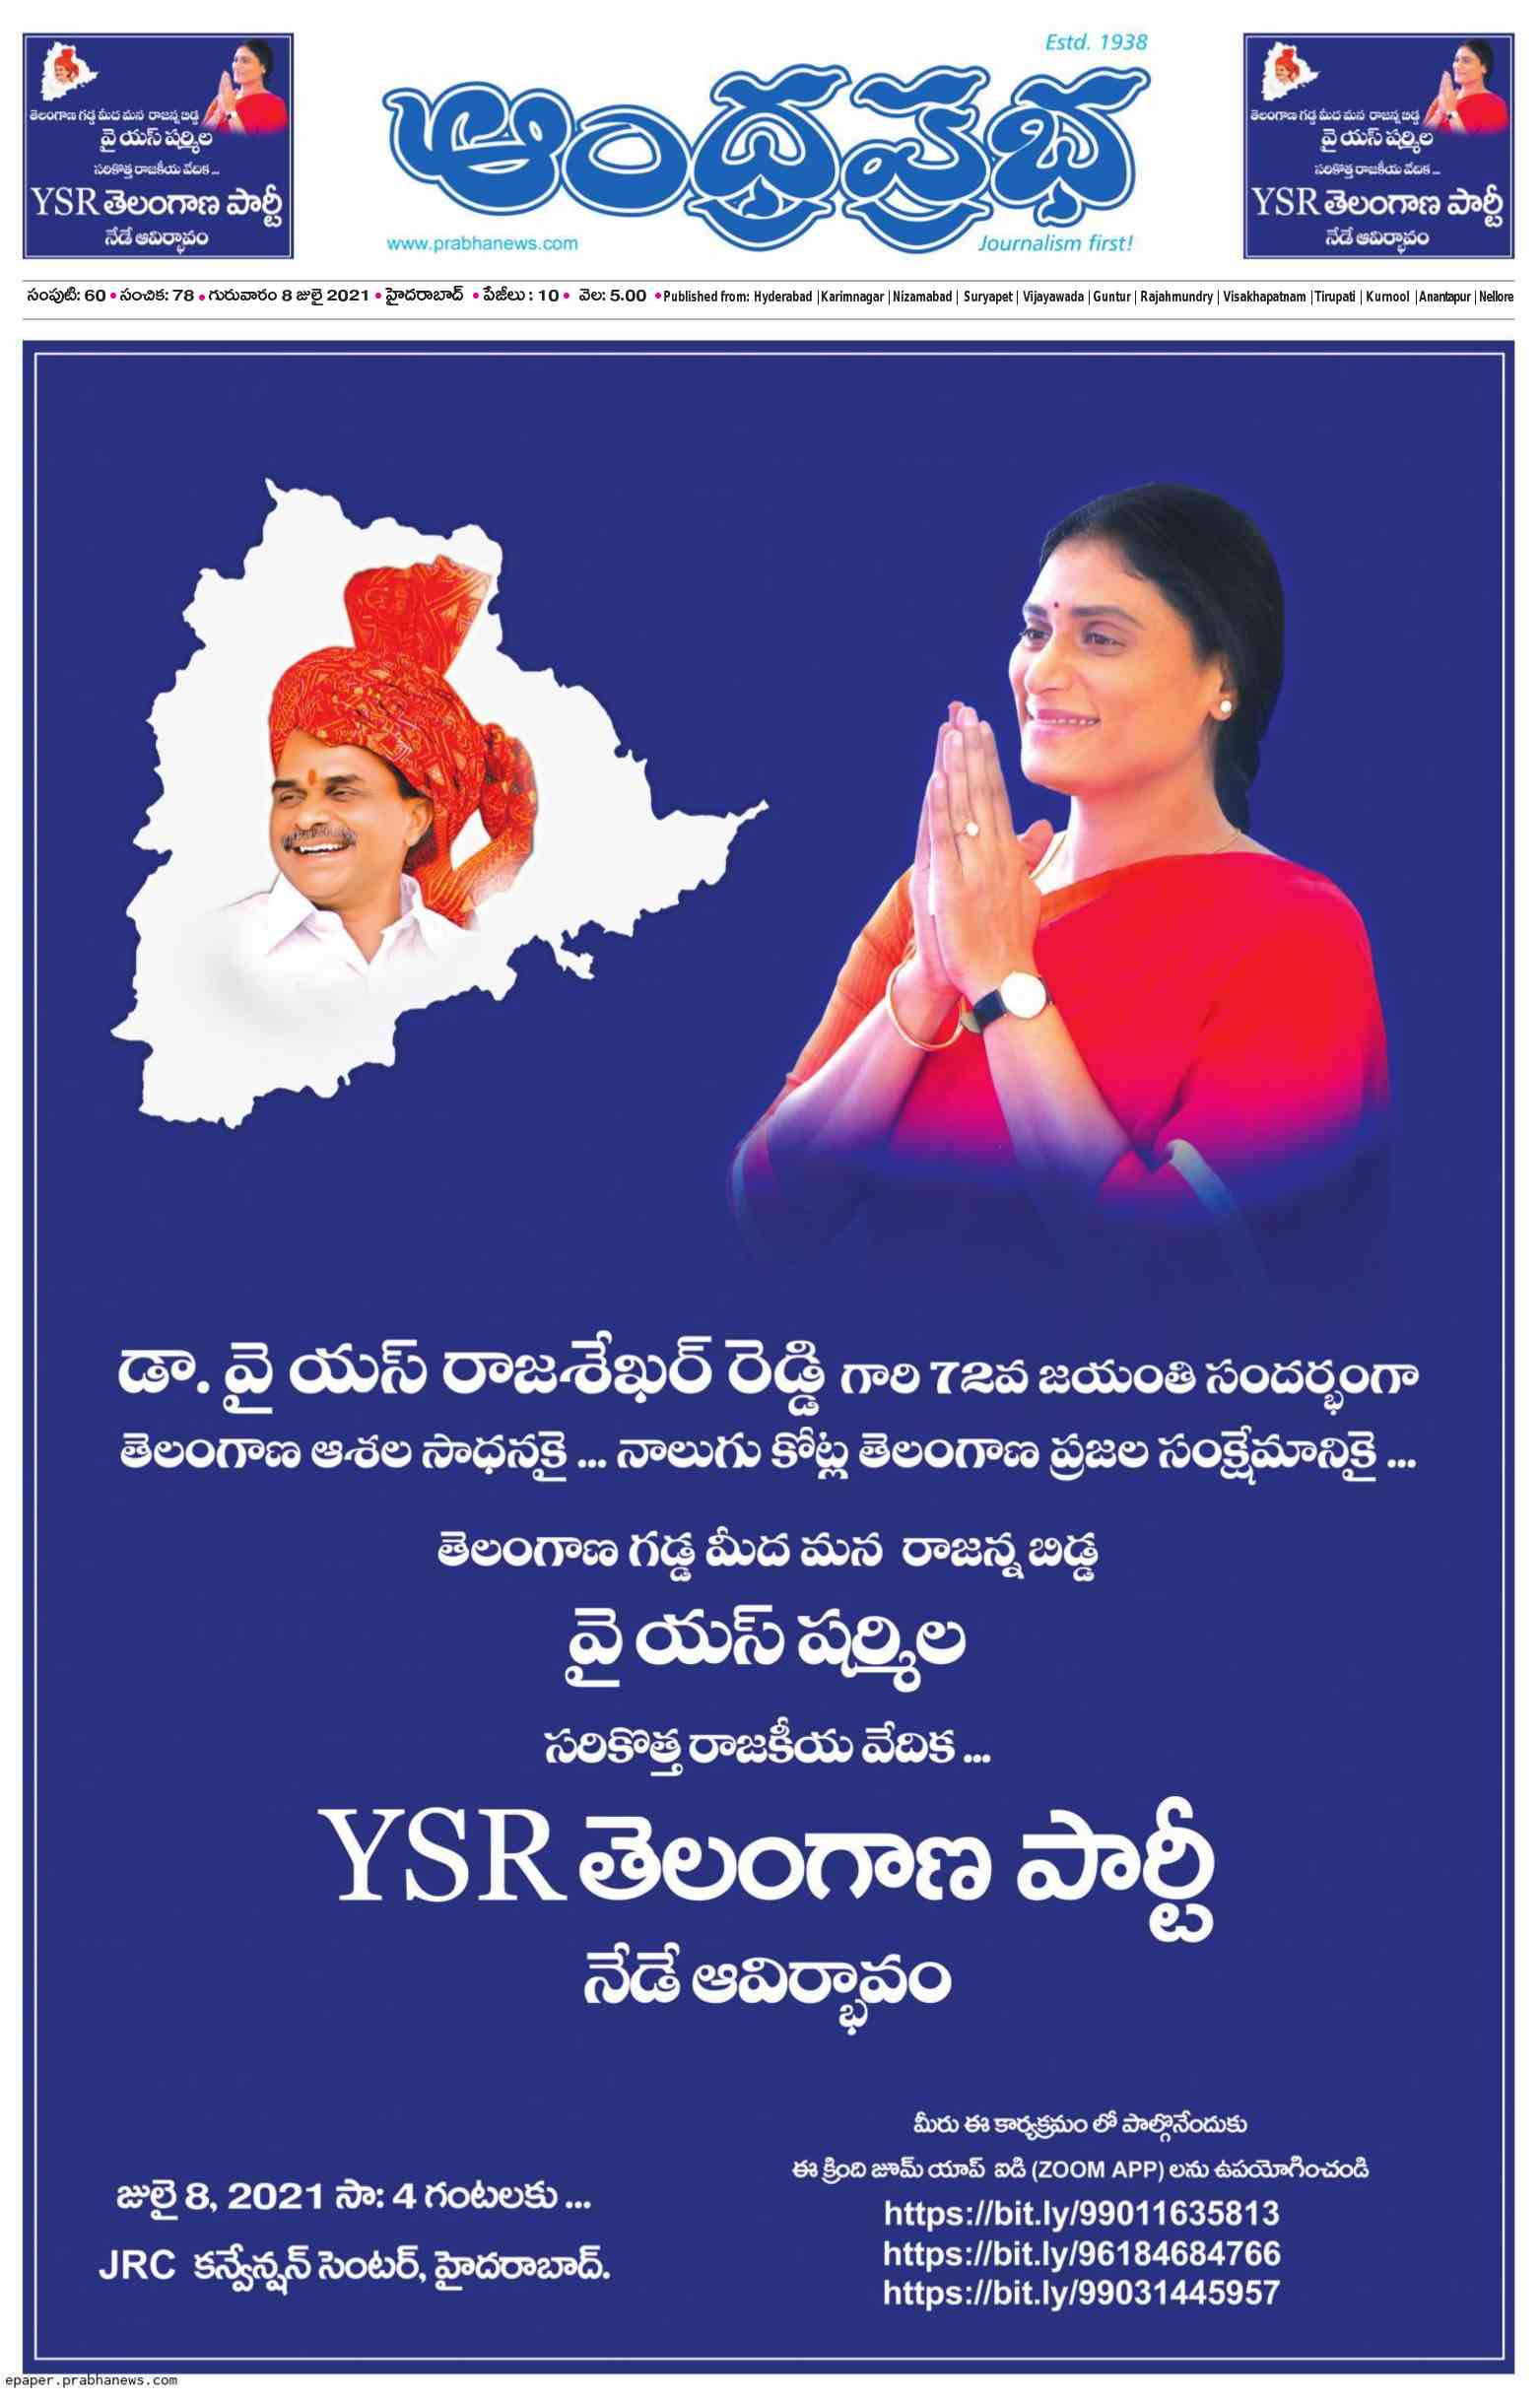 తెలంగాణ గడ్డ మీద మన రాజన్న బిడ్డ
వై యస్ షర్మిల
సరికొత్త రాజకీయ వేదిక ...
YSR తెలంగాణ పార్టీ
నేడే ఆవిర్భావం
Estd. 1938
ఆంధ్రప్రభ
www.prabhanews.com
Journalism first!
తెలంగాణ గడ్డ మీద మన రాజన్న బిడ్డ
వై యస్ షర్మిల
సరికొత్త రాజకీయ వేదిక ...
YSR తెలంగాణ పార్టీ
నేడే ఆవిర్భావం
సంపుటి: 60 • సంచిక: 78 • గురువారం 8 జులై 2021 • హైదరాబాద్ • పేజీలు : 10 • వెల: 5.00 • Published from: Hyderabad | Karimnagar | Nizamabad | Suryapet | Vijayawada | Guntur | Rajahmundry | Visakhapatnam | Tirupati | Kurnool | Anantapur | Nellore
డా. వై యస్ రాజశేఖర్ రెడ్డి గారి 72వ జయంతి సందర్భంగా
తెలంగాణ ఆశల సాధనకై ... నాలుగు కోట్ల తెలంగాణ ప్రజల సంక్షేమానికై ...
తెలంగాణ గడ్డ మీద మన రాజన్న బిడ్డ
వై యస్ షర్మిల
సరికొత్త రాజకీయ వేదిక ...
YSR తెలంగాణ పార్టీ
నేడే ఆవిర్భావం
జులై 8, 2021 సా: 4 గంటలకు ...
JRC కన్వేన్షన్ సెంటర్, హైదరాబాద్.
మీరు ఈ కార్యక్రమం లో పాల్గొనేందుకు
ఈ క్రింది జూమ్ యాప్ ఐడి (ZOOM APP) లను ఉపయోగించండి
https://bit.ly/99011635813
https://bit.ly/96184684766
https://bit.ly/99031445957
epaper.prabhanews.com